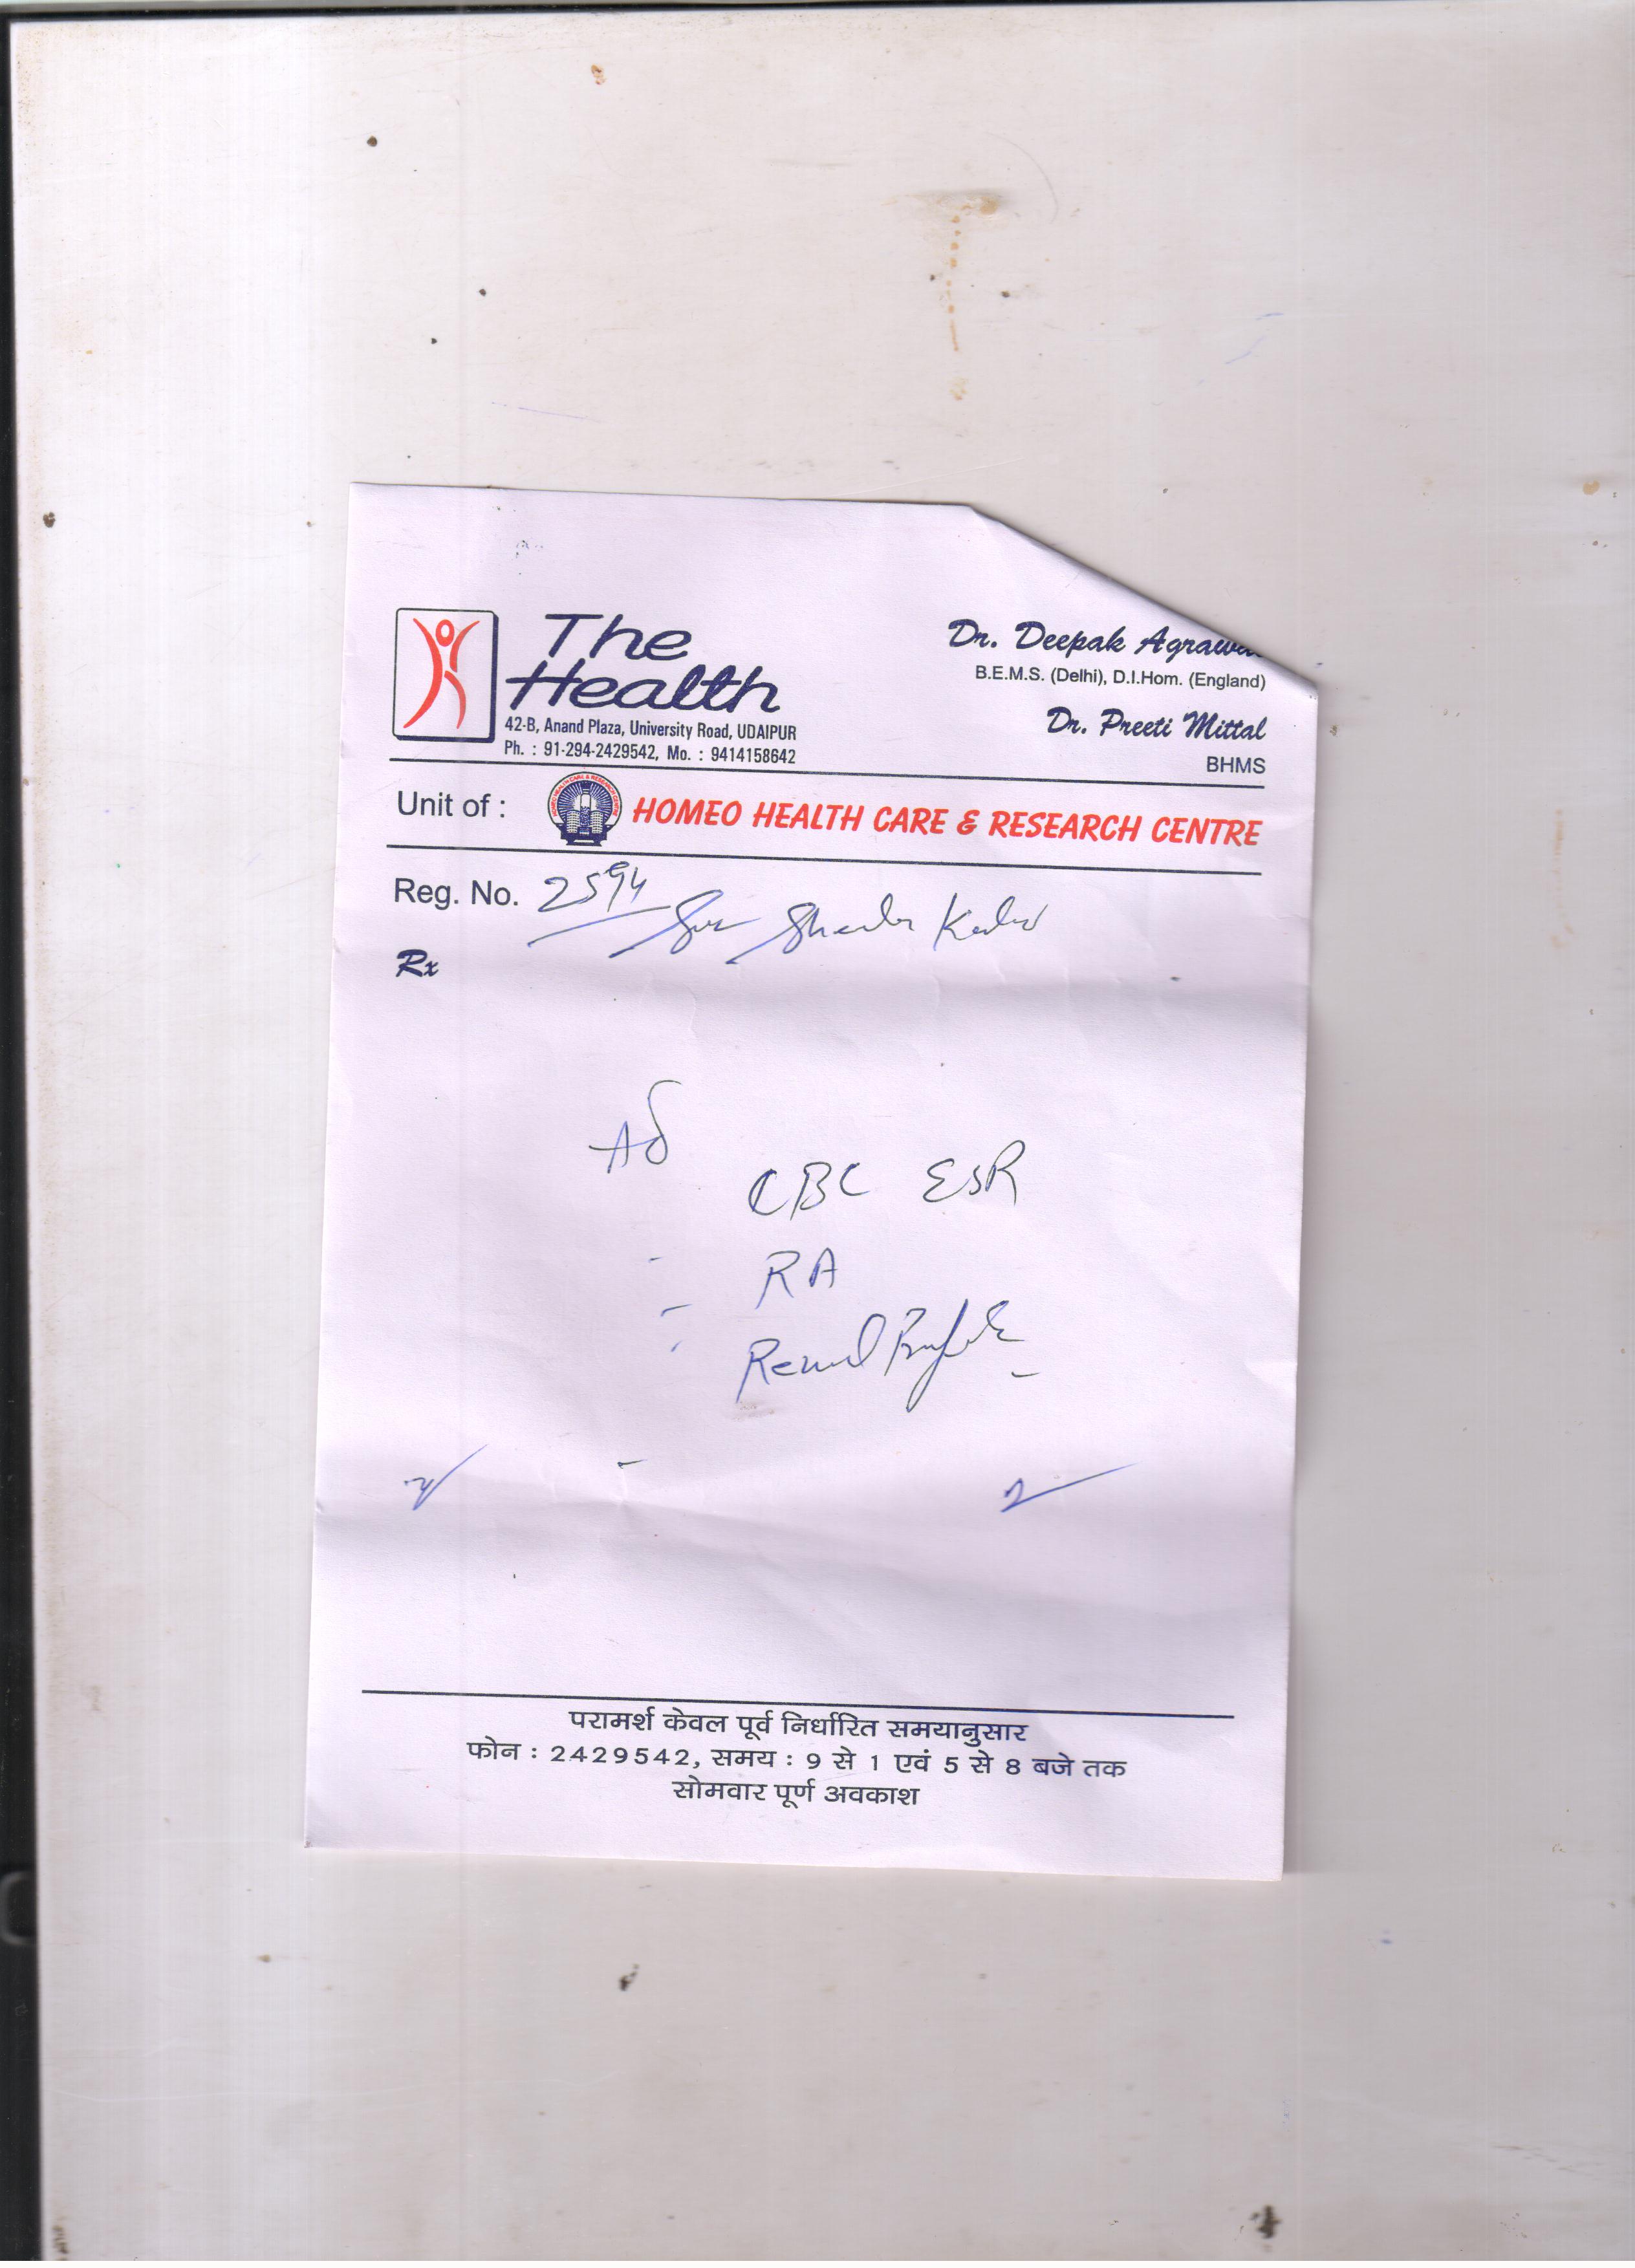 The
Health
42-B, Anand Plaza, University Road, UDAIPUR
Ph. : 91-294-2429542, Mo. : 9414158642
Dr. Deepak
B.E.M.S. (Delhi), D.I.Hom. (England)
Dr. Preeti Mittal
BHMS
Unit of : HOMEO HEALTH CARE & RESEARCH CENTRE
Reg. No. 2594
Rx
CBC ESR
RA
Renal Profile
परामर्श केवल पूर्व निर्धारित समयानुसार
फोन : 2429542, समय : 9 से 1 एवं 5 से 8 बजे तक
सोमवार पूर्ण अवकाश